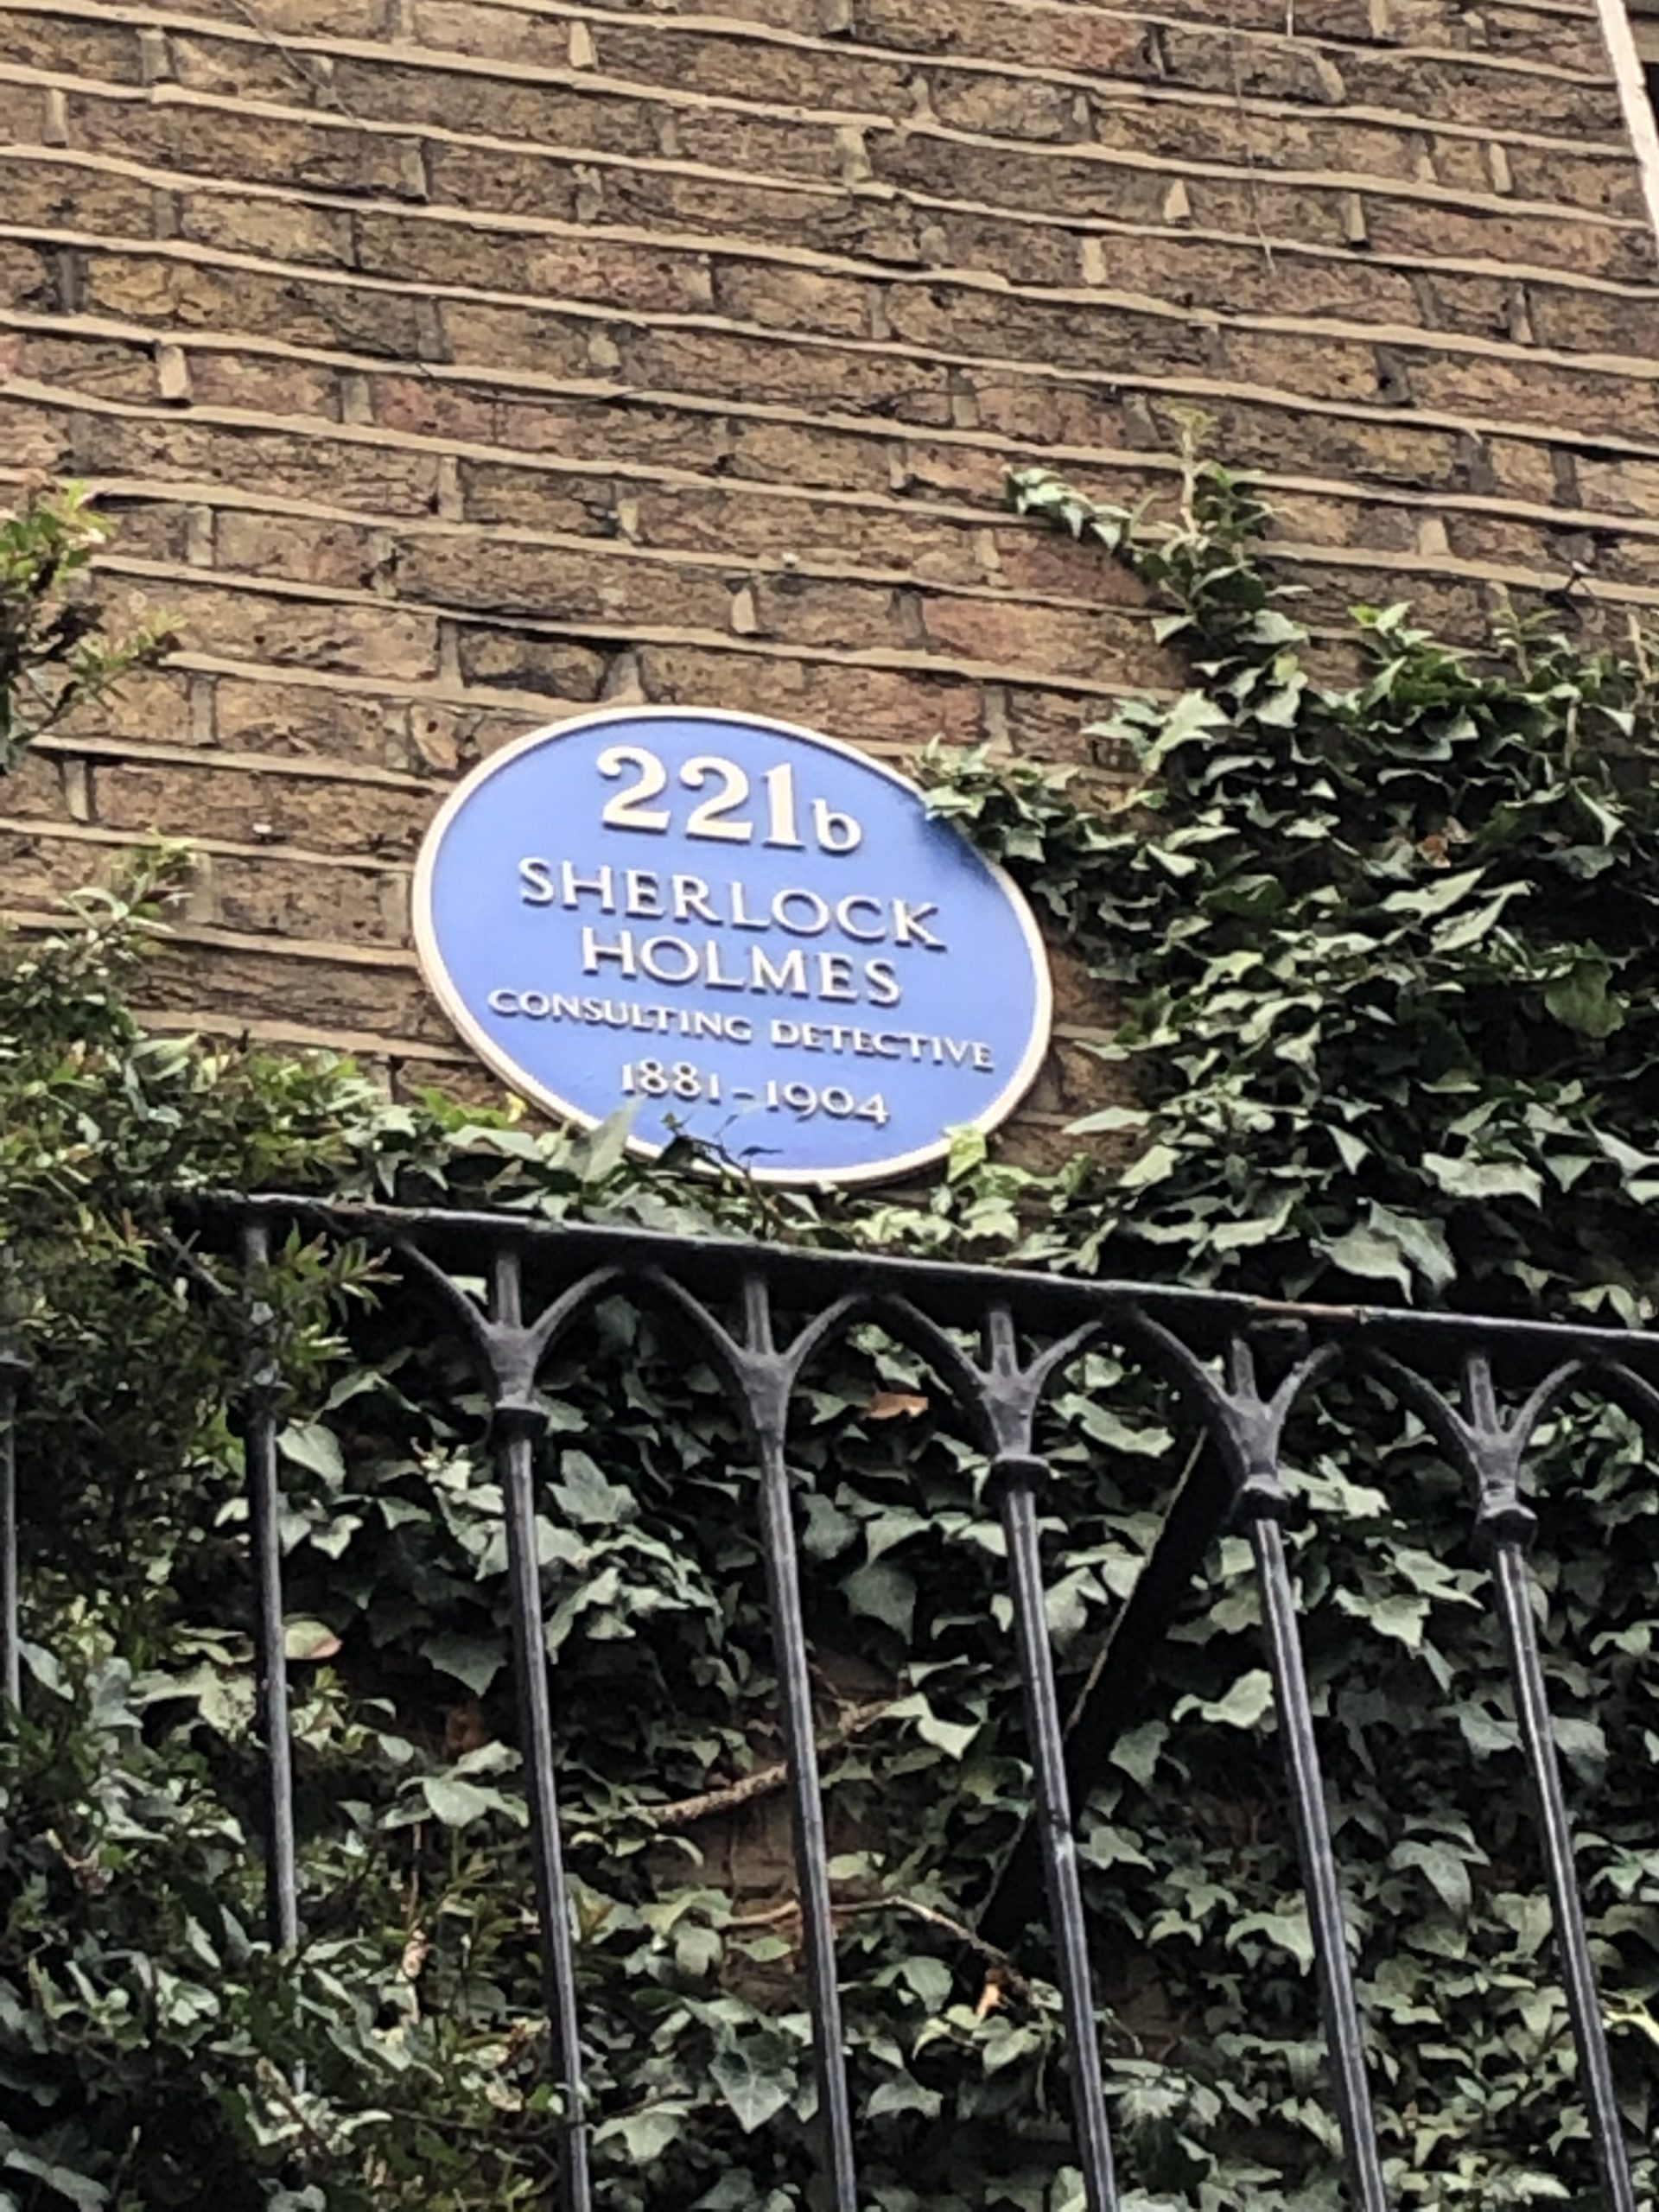 221b
SHERLOCK
HOLMES
CONSULTING DETECTIVE
1881-1904